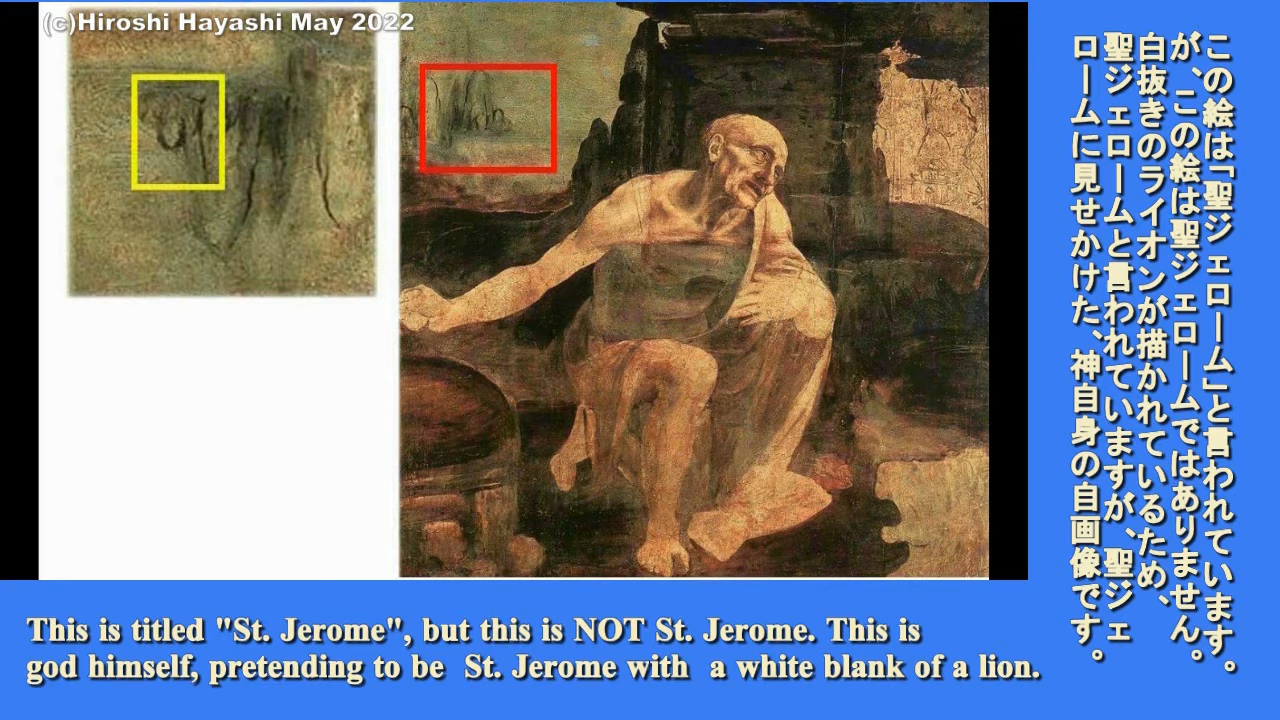 (c)Hiroshi Hayashi May 2022
この絵は「聖ジェローム」と言われています。
が、この絵は聖ジェロームではありません。
白抜きのライオンが描かれているため、
聖ジェロームと言われていますが、聖ジェ
ロームに見せかけた、神自身の自画像です。
This is titled "St. Jerome", but this is NOT St. Jerome. This is
god himself, pretending to be  St. Jerome with  a white blank of a lion.